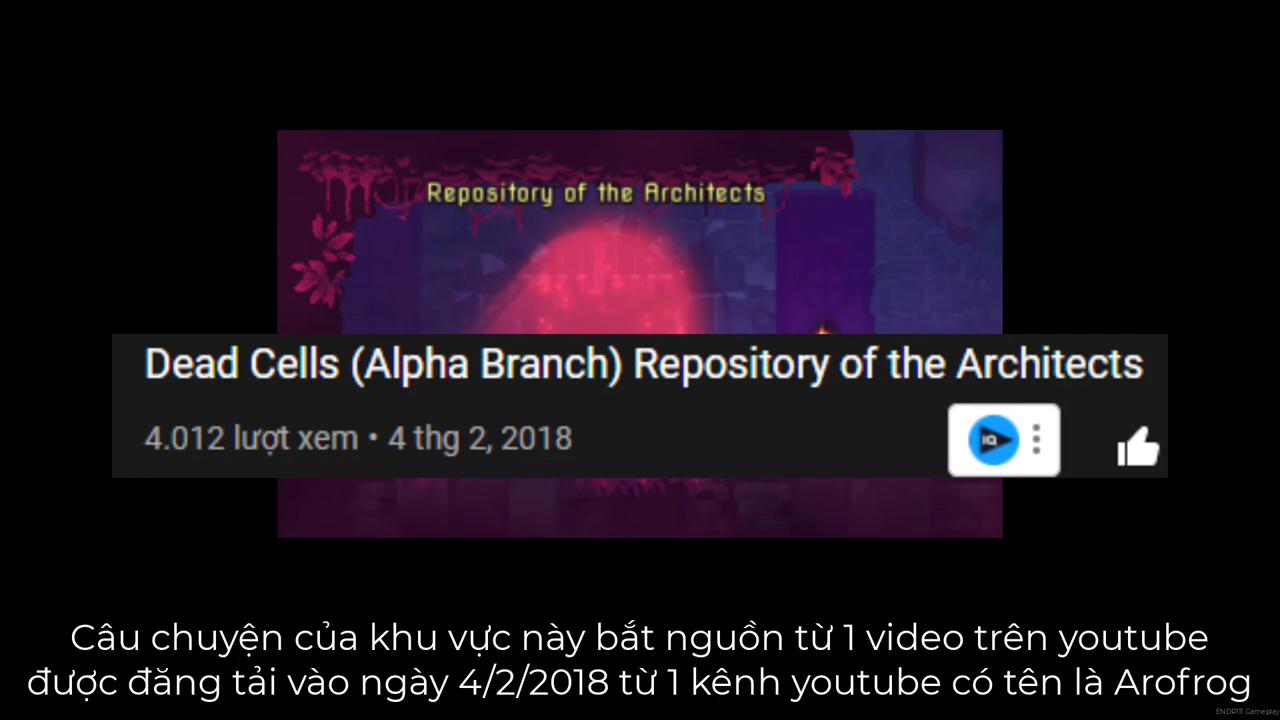 Repository of the Architects
Dead Cells (Alpha Branch) Repository of the Architects
4.012 lượt xem • 4 thg 2, 2018
IQ
Câu chuyện của khu vực này bắt nguồn từ 1 video trên youtube
được đăng tải vào ngày 4/2/2018 từ 1 kênh youtube có tên là Arofrog